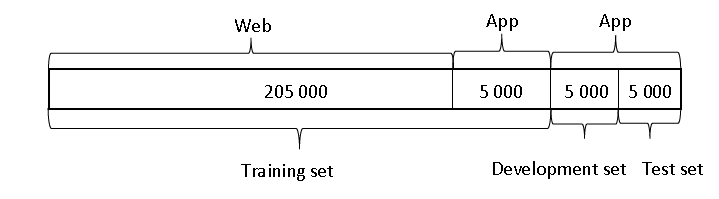 Web App App
205 000 5 000 5 000 5 000
Training set Development set Test set